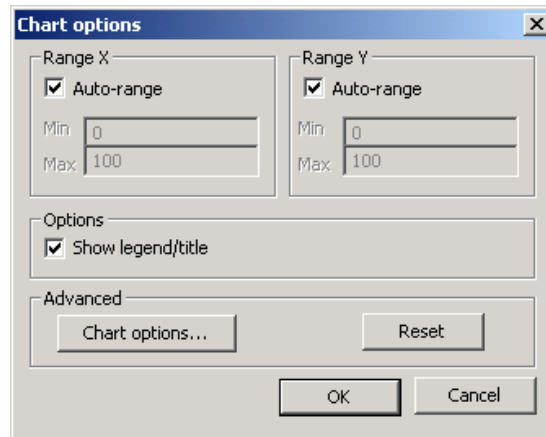 Chart options
Range X
Auto-range
Min 0
Max 100
Range Y
Auto-range
Min 0
Max 100
Options
Show legend/title
Advanced
Chart options...
Reset
OK
Cancel